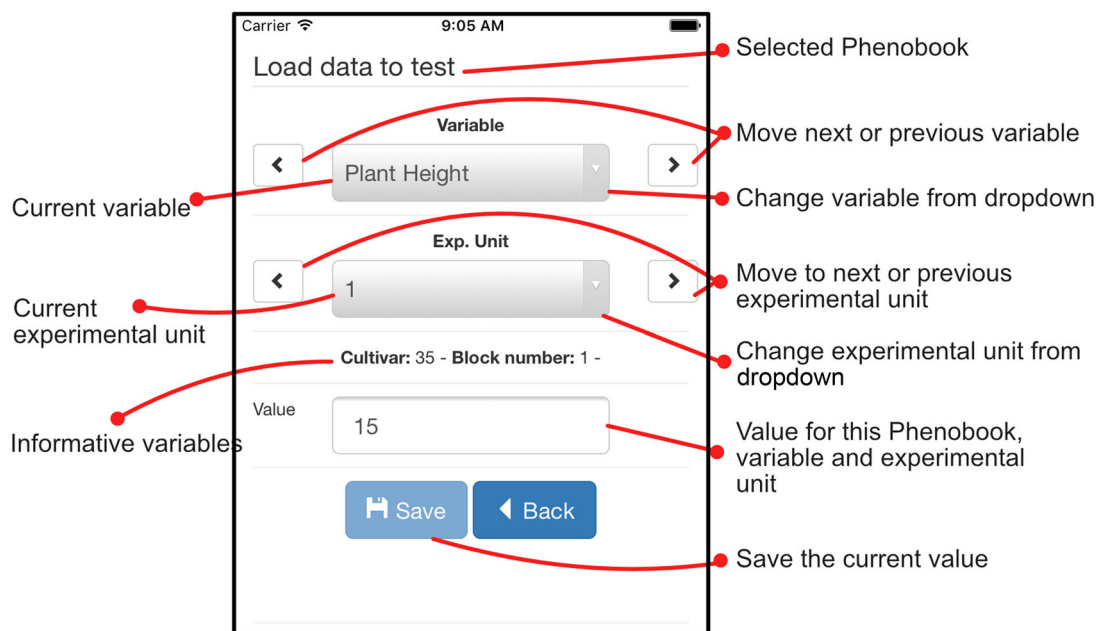 Carrier 9:05 AM
Load data to test
Selected Phenobook
Variable
Move next or previous variable
Plant Height
Current variable
Change variable from dropdown
Exp. Unit
1
Move to next or previous
experimental unit
Current
experimental unit
Cultivar: 35 - Block number: 1 -
Change experimental unit from
dropdown
Informative variables
Value
15
Value for this Phenobook,
variable and experimental
unit
Save
Back
Save the current value